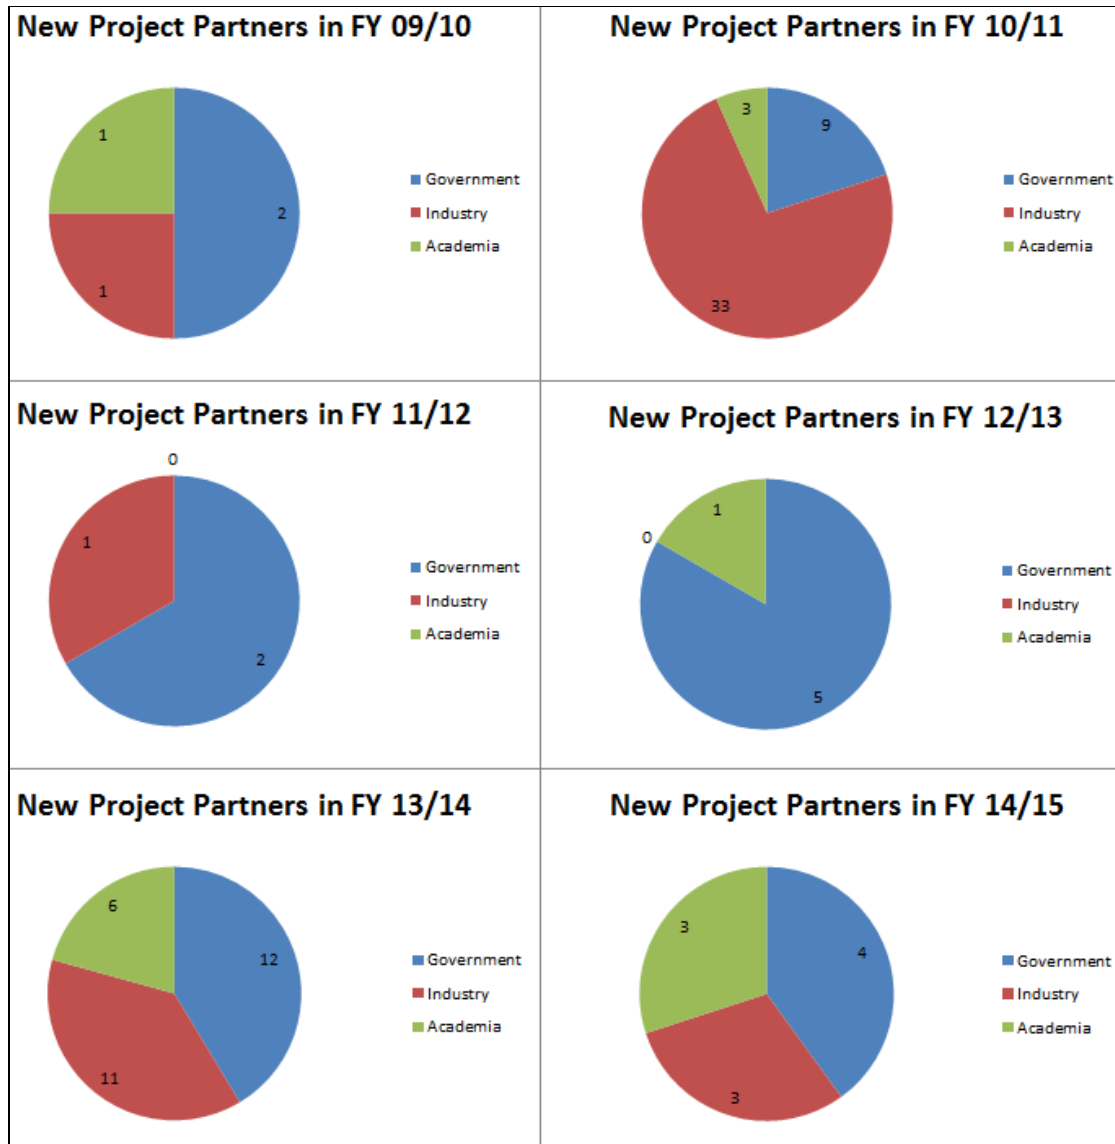 New Project Partners in FY 09/10
1
2
1
Government
Industry
Academia
New Project Partners in FY 10/11
3
9
33
Government
Industry
Academia
New Project Partners in FY 11/12
0
1
2
Government
Industry
Academia
New Project Partners in FY 12/13
1
0
5
Government
Industry
Academia
New Project Partners in FY 13/14
6
12
11
Government
Industry
Academia
New Project Partners in FY 14/15
3
4
3
Government
Industry
Academia